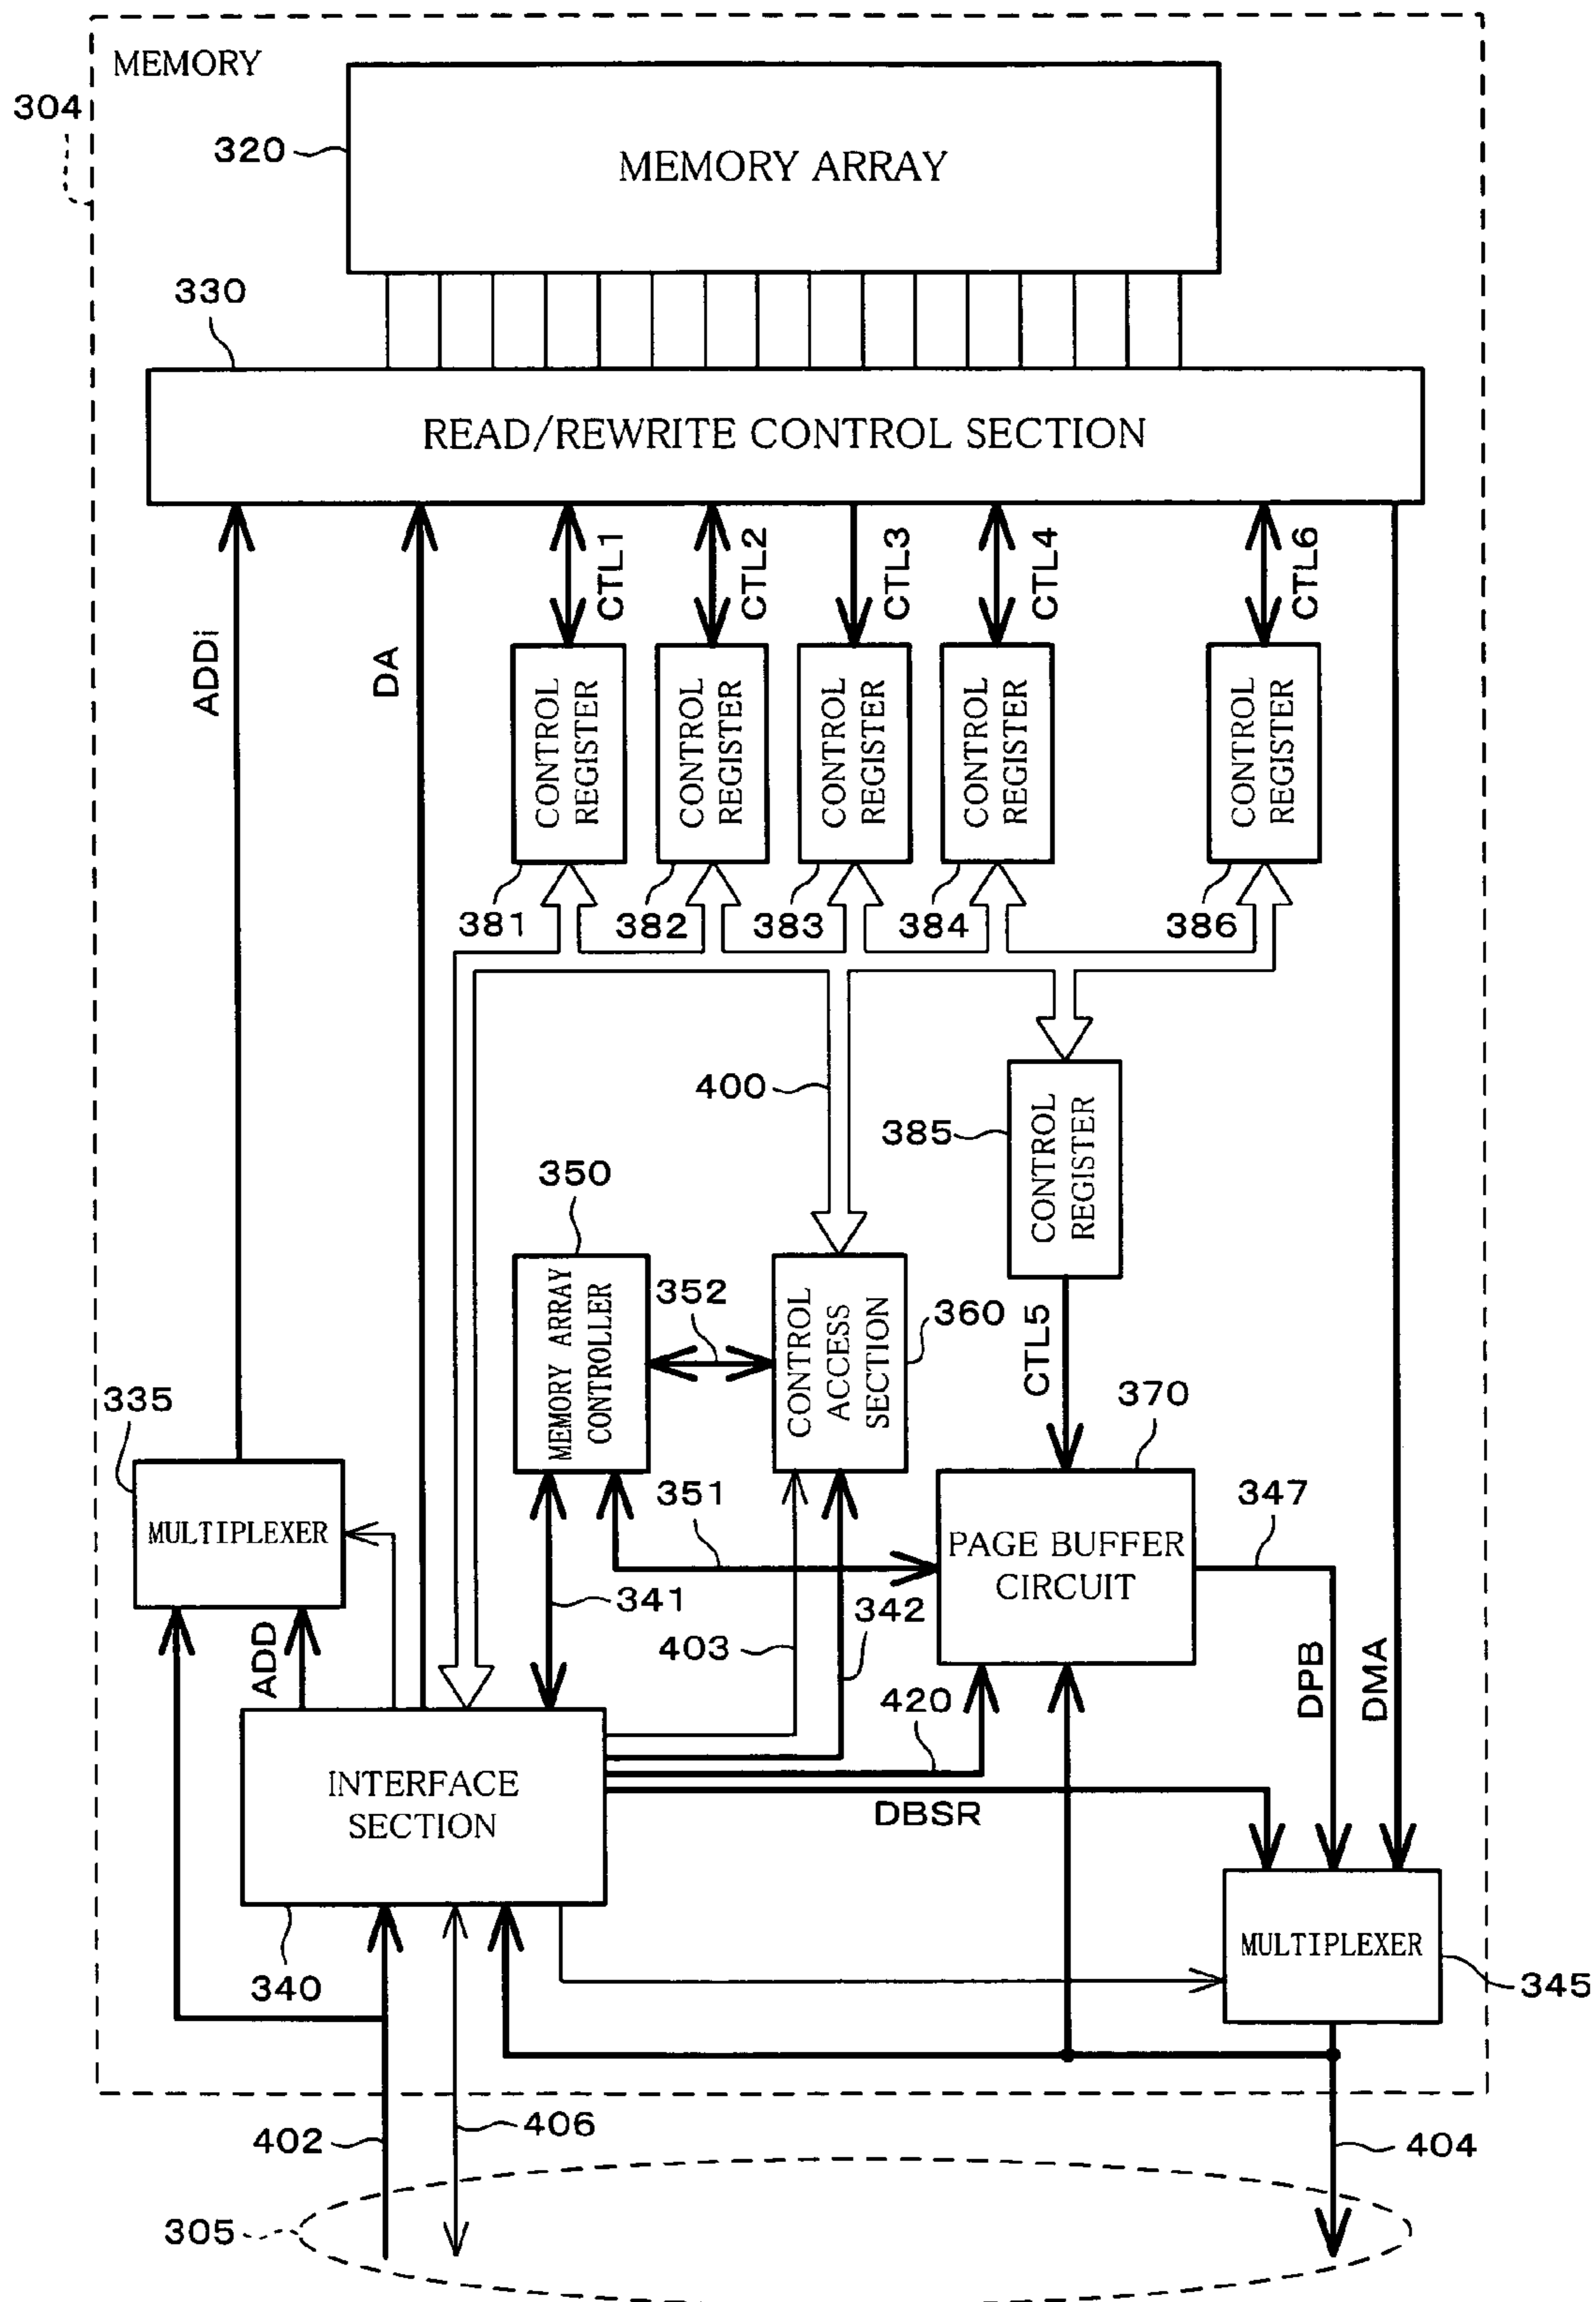 MEMORY
304
320
MEMORY ARRAY
330
READ/REWRITE CONTROL SECTION
ADDi
DA
CTL1
CTL2
CTL3
CTL4
CTL6
CONTROL
REGISTER
CONTROL
REGISTER
CONTROL
REGISTER
CONTROL
REGISTER
CONTROL
REGISTER
381
382
383
384
386
400
385
CONTROL
REGISTER
350
MEMORY ARRAY
CONTROLLER
352
CONTROL
ACCESS
SECTION
360
CTL5
370
335
MULTIPLEXER
351
PAGE BUFFER
CIRCUIT
347
341
342
403
ADD
420
DPB
DMA
INTERFACE
SECTION
DBSR
340
MULTIPLEXER
345
402
406
404
305